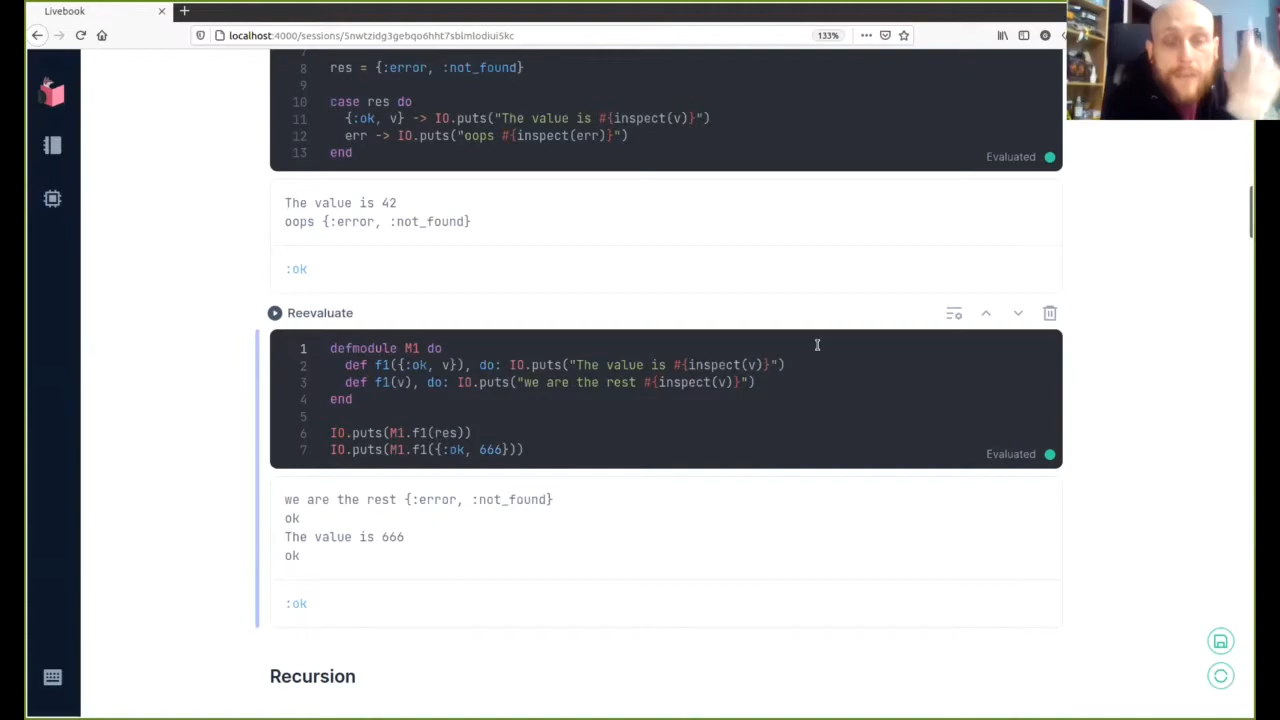 Livebook
localhost:4000/sessions/5nwtzidg3gebqo6hht7sblmlodiui5kc
133%
7
8 res = {:error, :not_found}
9
10 case res do
11 {:ok, v} -> IO.puts("The value is #{inspect(v)}")
12 err -> IO.puts("oops #{inspect(err)}")
13 end
Evaluated
The value is 42
oops {:error, :not_found}
:ok
Reevaluate
1 defmodule M1 do
2 def f1({:ok, v}), do: IO.puts("The value is #{inspect(v)}")
3 def f1(v), do: IO.puts("we are the rest #{inspect(v)}")
4 end
5
6 IO.puts(M1.f1(res))
7 IO.puts(M1.f1({:ok, 666}))
Evaluated
we are the rest {:error, :not_found}
ok
The value is 666
ok
:ok
Recursion